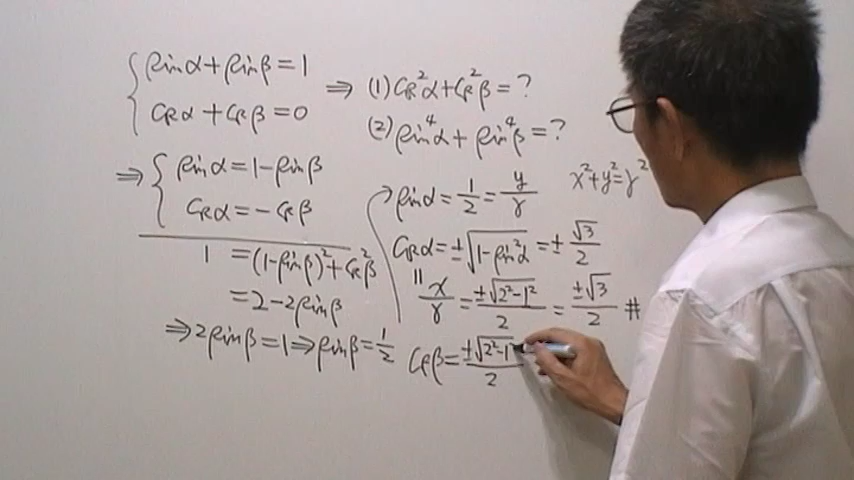 { sinα + sinβ = 1
cosα + cosβ = 0
⇒ (1) cos²α + cos²β = ?
(2) sin⁴α + sin⁴β = ?
⇒ { sinα = 1 - sinβ
cosα = -cosβ
1 = (1 - sinβ)² + cos²β
= 2 - 2sinβ
⇒ 2sinβ = 1 ⇒ sinβ = 1/2
sinα = 1/2 = y/r
x² + y² = r²
cosα = ±√(1 - sin²α) = ±√3/2
= x/r = ±√(2² - 1²)/2 = ±√3/2 #
cosβ = ±√(2² - 1²)/2